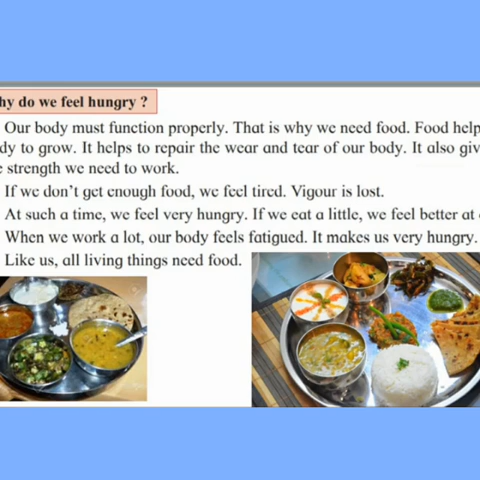 hy do we feel hungry ?
Our body must function properly. That is why we need food. Food help
dy to grow. It helps to repair the wear and tear of our body. It also giv
e strength we need to work.
If we don't get enough food, we feel tired. Vigour is lost.
At such a time, we feel very hungry. If we eat a little, we feel better at
When we work a lot, our body feels fatigued. It makes us very hungry.
Like us, all living things need food.